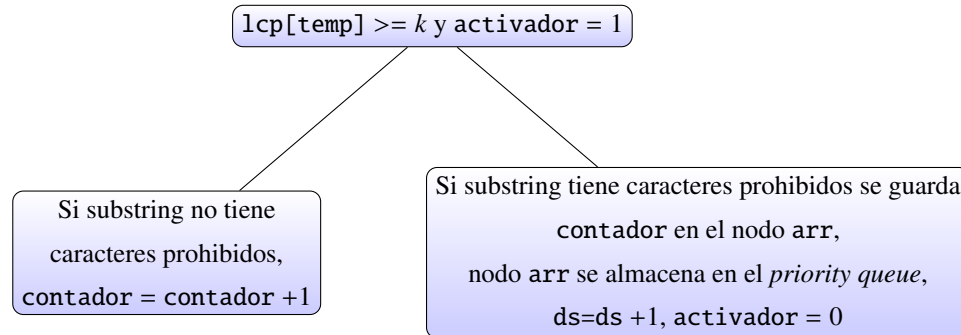 lcp[temp] >= k y activador = 1
Si substring no tiene
caracteres prohibidos,
contador = contador +1
Si substring tiene caracteres prohibidos se guarda
contador en el nodo arr,
nodo arr se almacena en el priority queue,
ds=ds +1, activador = 0